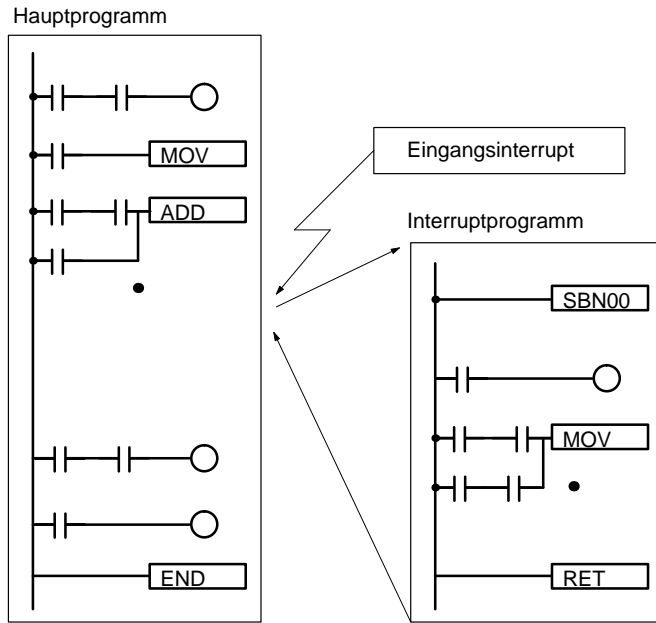 Hauptprogramm
MOV
ADD
END
Eingangsinterrupt
Interruptprogramm
SBN00
MOV
RET